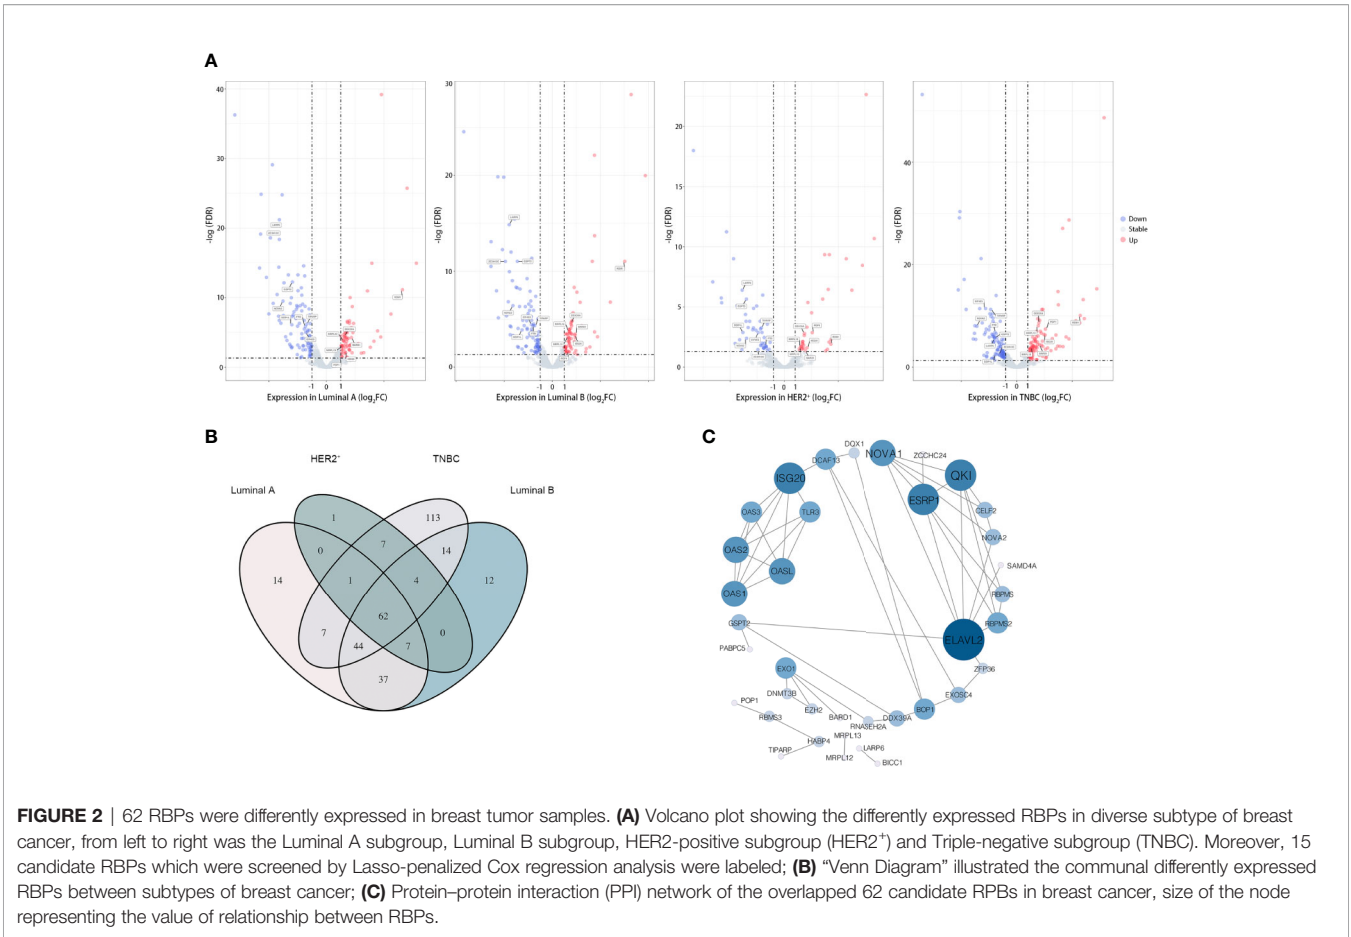 A
40
30
20
10
0
-log (FDR)
-1 0 1
Expression in Luminal A (log2FC)
30
20
10
0
-log (FDR)
-1 0 1
Expression in Luminal B (log2FC)
20
15
10
5
0
-log (FDR)
-1 0 1
Expression in HER2+ (log2FC)
40
20
0
-log (FDR)
-1 0 1
Expression in TNBC (log2FC)
Down
Stable
Up
B
HER2-
TNBC
Luminal A
Luminal B
1
113
0
7
14
14
1
4
12
62
7
0
44
7
37
C
DQX1
DCAF13
NOVA1
ZCCHC24
ISG20
QKI
ESRP1
OAS3
TLR3
CELF2
NOVA2
OAS2
OASL
SAMD4A
OAS1
RBPMS
GSPT2
RBPMS2
ELAVL2
PABPC5
EXO1
ZFP36
DNMT3B
EXOSC4
POP1
EZH2
BOP1
RBMS3
BARD1
DDX39A
RNASEH2A
HABP4
MRPL13
TIPARP
MRPL12
LARP6
BICC1
FIGURE 2 | 62 RBPs were differently expressed in breast tumor samples. (A) Volcano plot showing the differently expressed RBPs in diverse subtype of breast
cancer, from left to right was the Luminal A subgroup, Luminal B subgroup, HER2-positive subgroup (HER2+) and Triple-negative subgroup (TNBC). Moreover, 15
candidate RBPs which were screened by Lasso-penalized Cox regression analysis were labeled; (B) “Venn Diagram” illustrated the communal differently expressed
RBPs between subtypes of breast cancer; (C) Protein–protein interaction (PPI) network of the overlapped 62 candidate RPBs in breast cancer, size of the node
representing the value of relationship between RBPs.